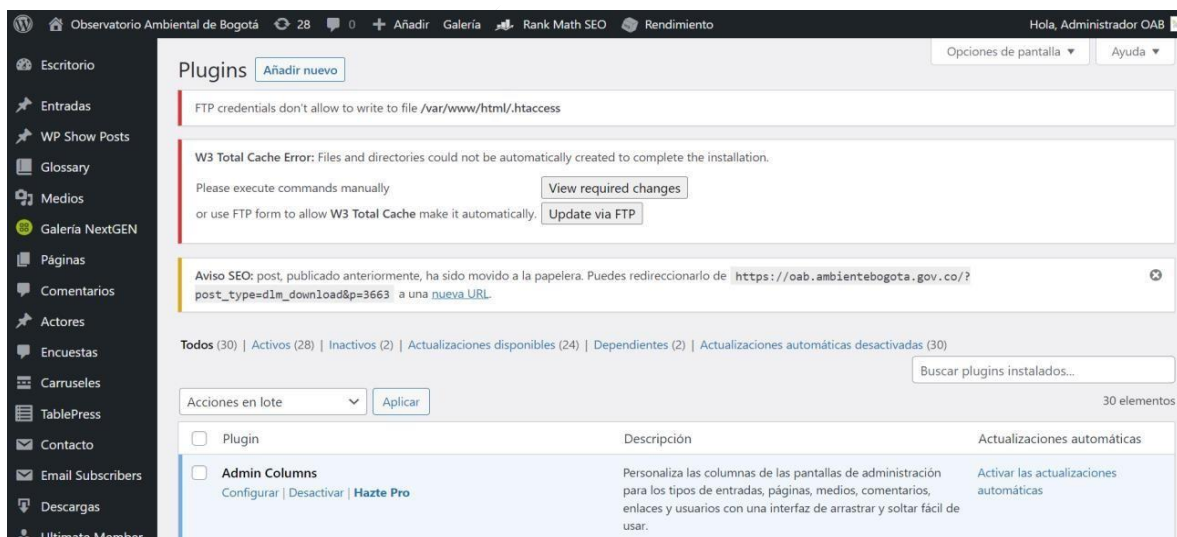 Observatorio Ambiental de Bogotá 28 0 Añadir Galería Rank Math SEO Rendimiento Hola, Administrador OAB
Opciones de pantalla ▼ Ayuda ▼
Escritorio
Entradas
WP Show Posts
Glossary
Medios
Galería NextGEN
Páginas
Comentarios
Actores
Encuestas
Carruseles
TablePress
Contacto
Email Subscribers
Descargas
Ultimate Member
Plugins Añadir nuevo
FTP credentials don't allow to write to file /var/www/html/.htaccess
W3 Total Cache Error: Files and directories could not be automatically created to complete the installation.
Please execute commands manually View required changes
or use FTP form to allow W3 Total Cache make it automatically. Update via FTP
Aviso SEO: post, publicado anteriormente, ha sido movido a la papelera. Puedes redireccionarlo de https://oab.ambientebogota.gov.co/?
post_type=dlm_download&p=3663 a una nueva URL.
Todos (30) | Activos (28) | Inactivos (2) | Actualizaciones disponibles (24) | Dependientes (2) | Actualizaciones automáticas desactivadas (30)
Buscar plugins instalados...
Acciones en lote Aplicar 30 elementos
Plugin Descripción Actualizaciones automáticas
Admin Columns
Configurar | Desactivar | Hazte Pro
Personaliza las columnas de las pantallas de administración
para los tipos de entradas, páginas, medios, comentarios,
enlaces y usuarios con una interfaz de arrastrar y soltar fácil de
usar.
Activar las actualizaciones
automáticas